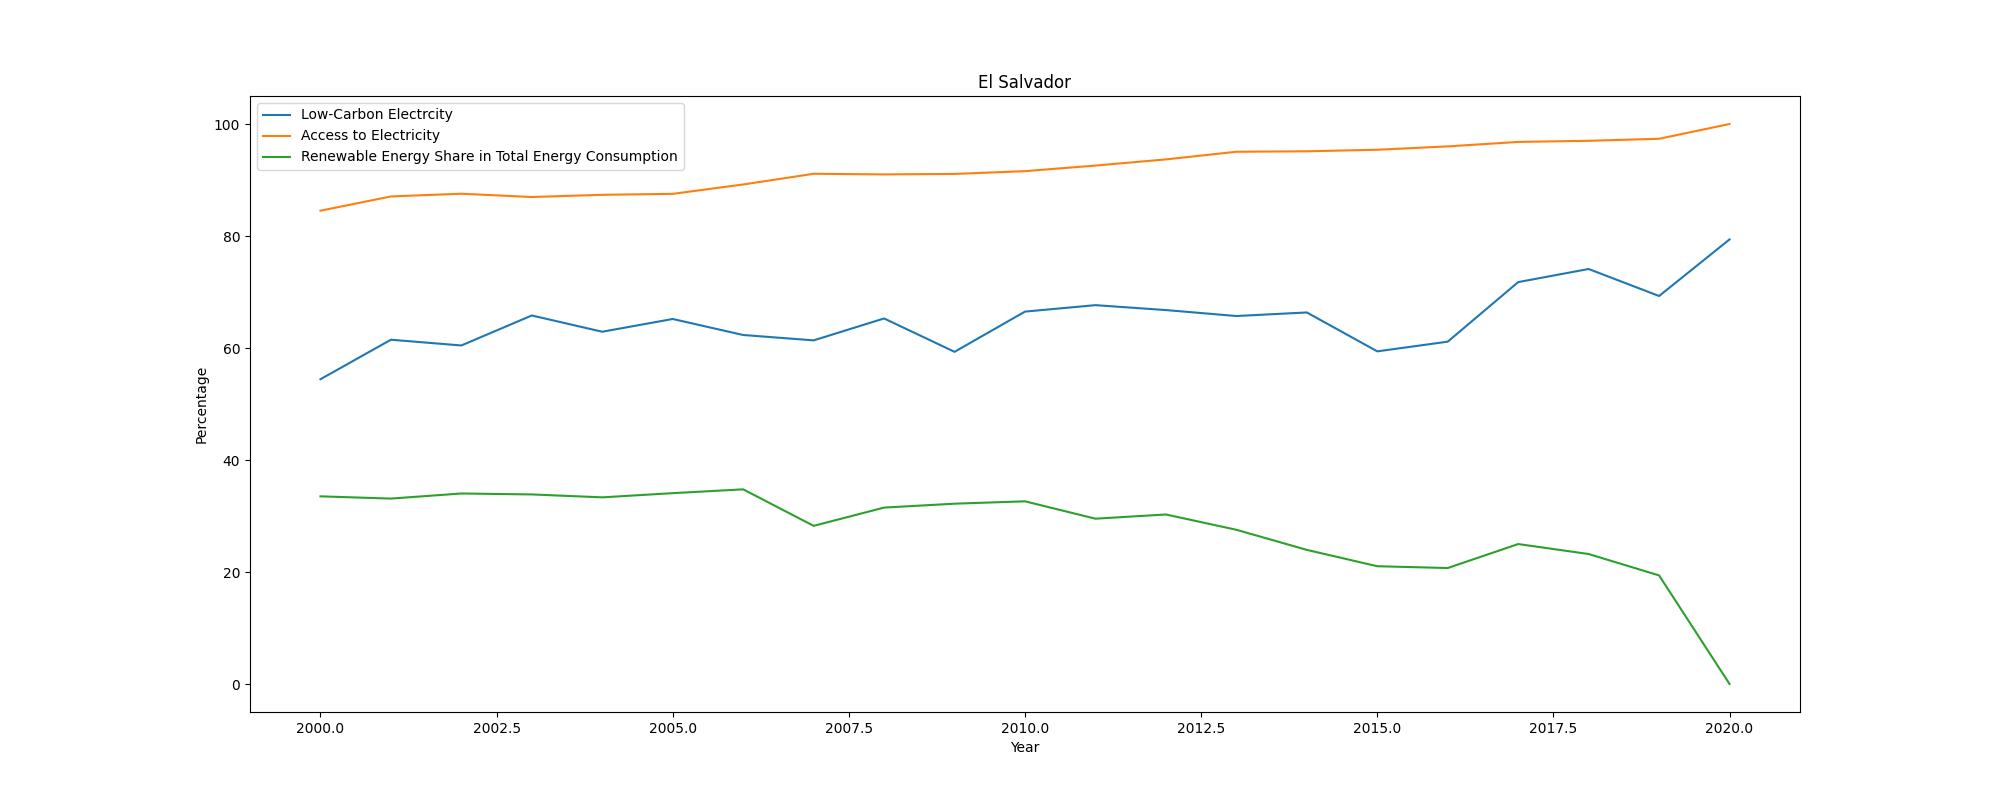 El Salvador
Low-Carbon Electrcity
Access to Electricity
Renewable Energy Share in Total Energy Consumption
Percentage
100
80
60
40
20
0
2000.0 2002.5 2005.0 2007.5 2010.0 2012.5 2015.0 2017.5 2020.0
Year